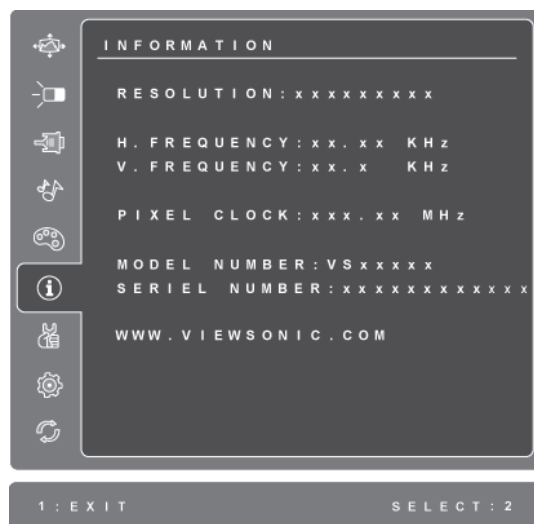 INFORMATION
RESOLUTION:xxxxxxxxx
H. FREQUENCY:xx.xx KHz
V. FREQUENCY:xx.x KHz
PIXEL CLOCK:xxx.xx MHz
MODEL NUMBER:VSxxxxx
SERIEL NUMBER:xxxxxxxxxxxx
WWW.VIEWSONIC.COM
1:EXIT SELECT:2